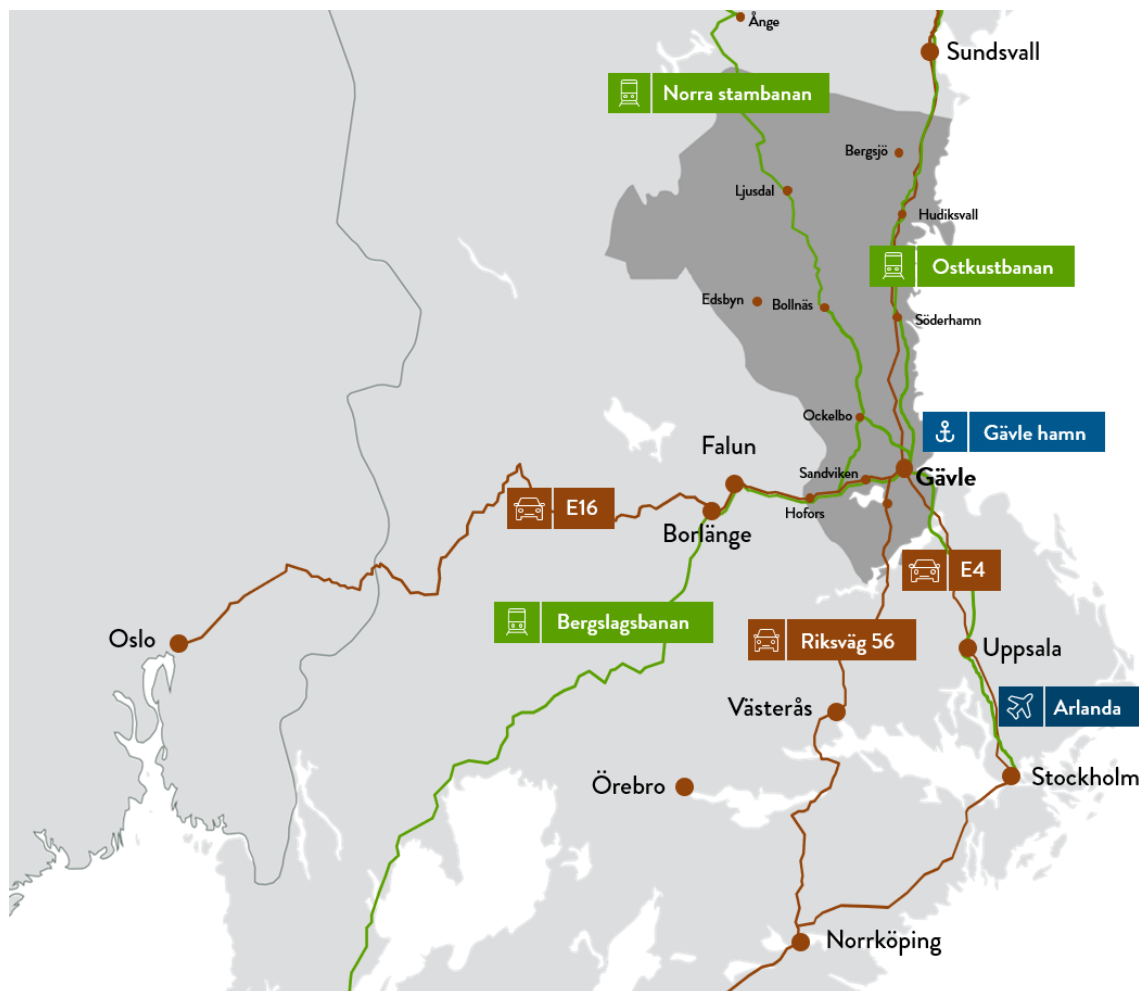 Ånge
Sundsvall
Norra stambanan
Bergsjö
Ljusdal
Hudiksvall
Ostkustbanan
Edsbyn
Bollnäs
Söderhamn
Ockelbo
Gävle hamn
Falun
Sandviken
Gävle
E16
Hofors
Borlänge
E4
Bergslagsbanan
Oslo
Riksväg 56
Uppsala
Västerås
Arlanda
Stockholm
Örebro
Norrköping